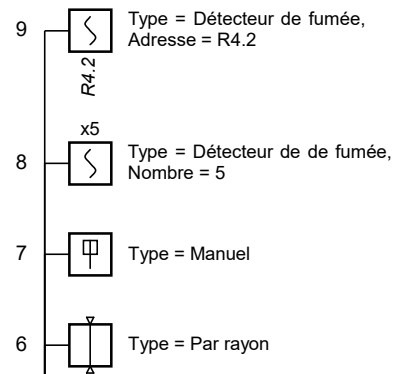 9
Type = Détecteur de fumée,
Adresse = R4.2
R4.2
x5
8
Type = Détecteur de de fumée,
Nombre = 5
7
Type = Manuel
6
Type = Par rayon